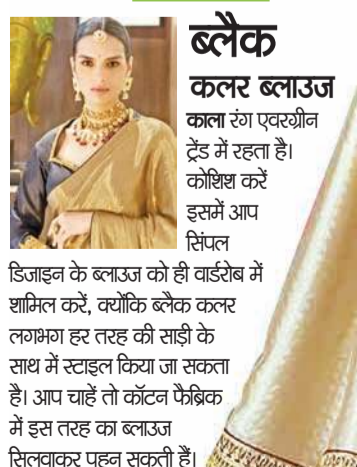 ब्लैक
कलर ब्लाउज
काला रंग एवरग्रीन
ट्रेंड में रहता है।
कोशिश करें
इसमें आप
सिंपल
डिजाइन के ब्लाउज को ही वार्डरोब में
शामिल करें, क्योंकि ब्लैक कलर
लगभग हर तरह की साड़ी के
साथ में स्टाइल किया जा सकता
है। आप चाहें तो कॉटन फैब्रिक
में इस तरह का ब्लाउज
सिलवाकर पहन सकती हैं।